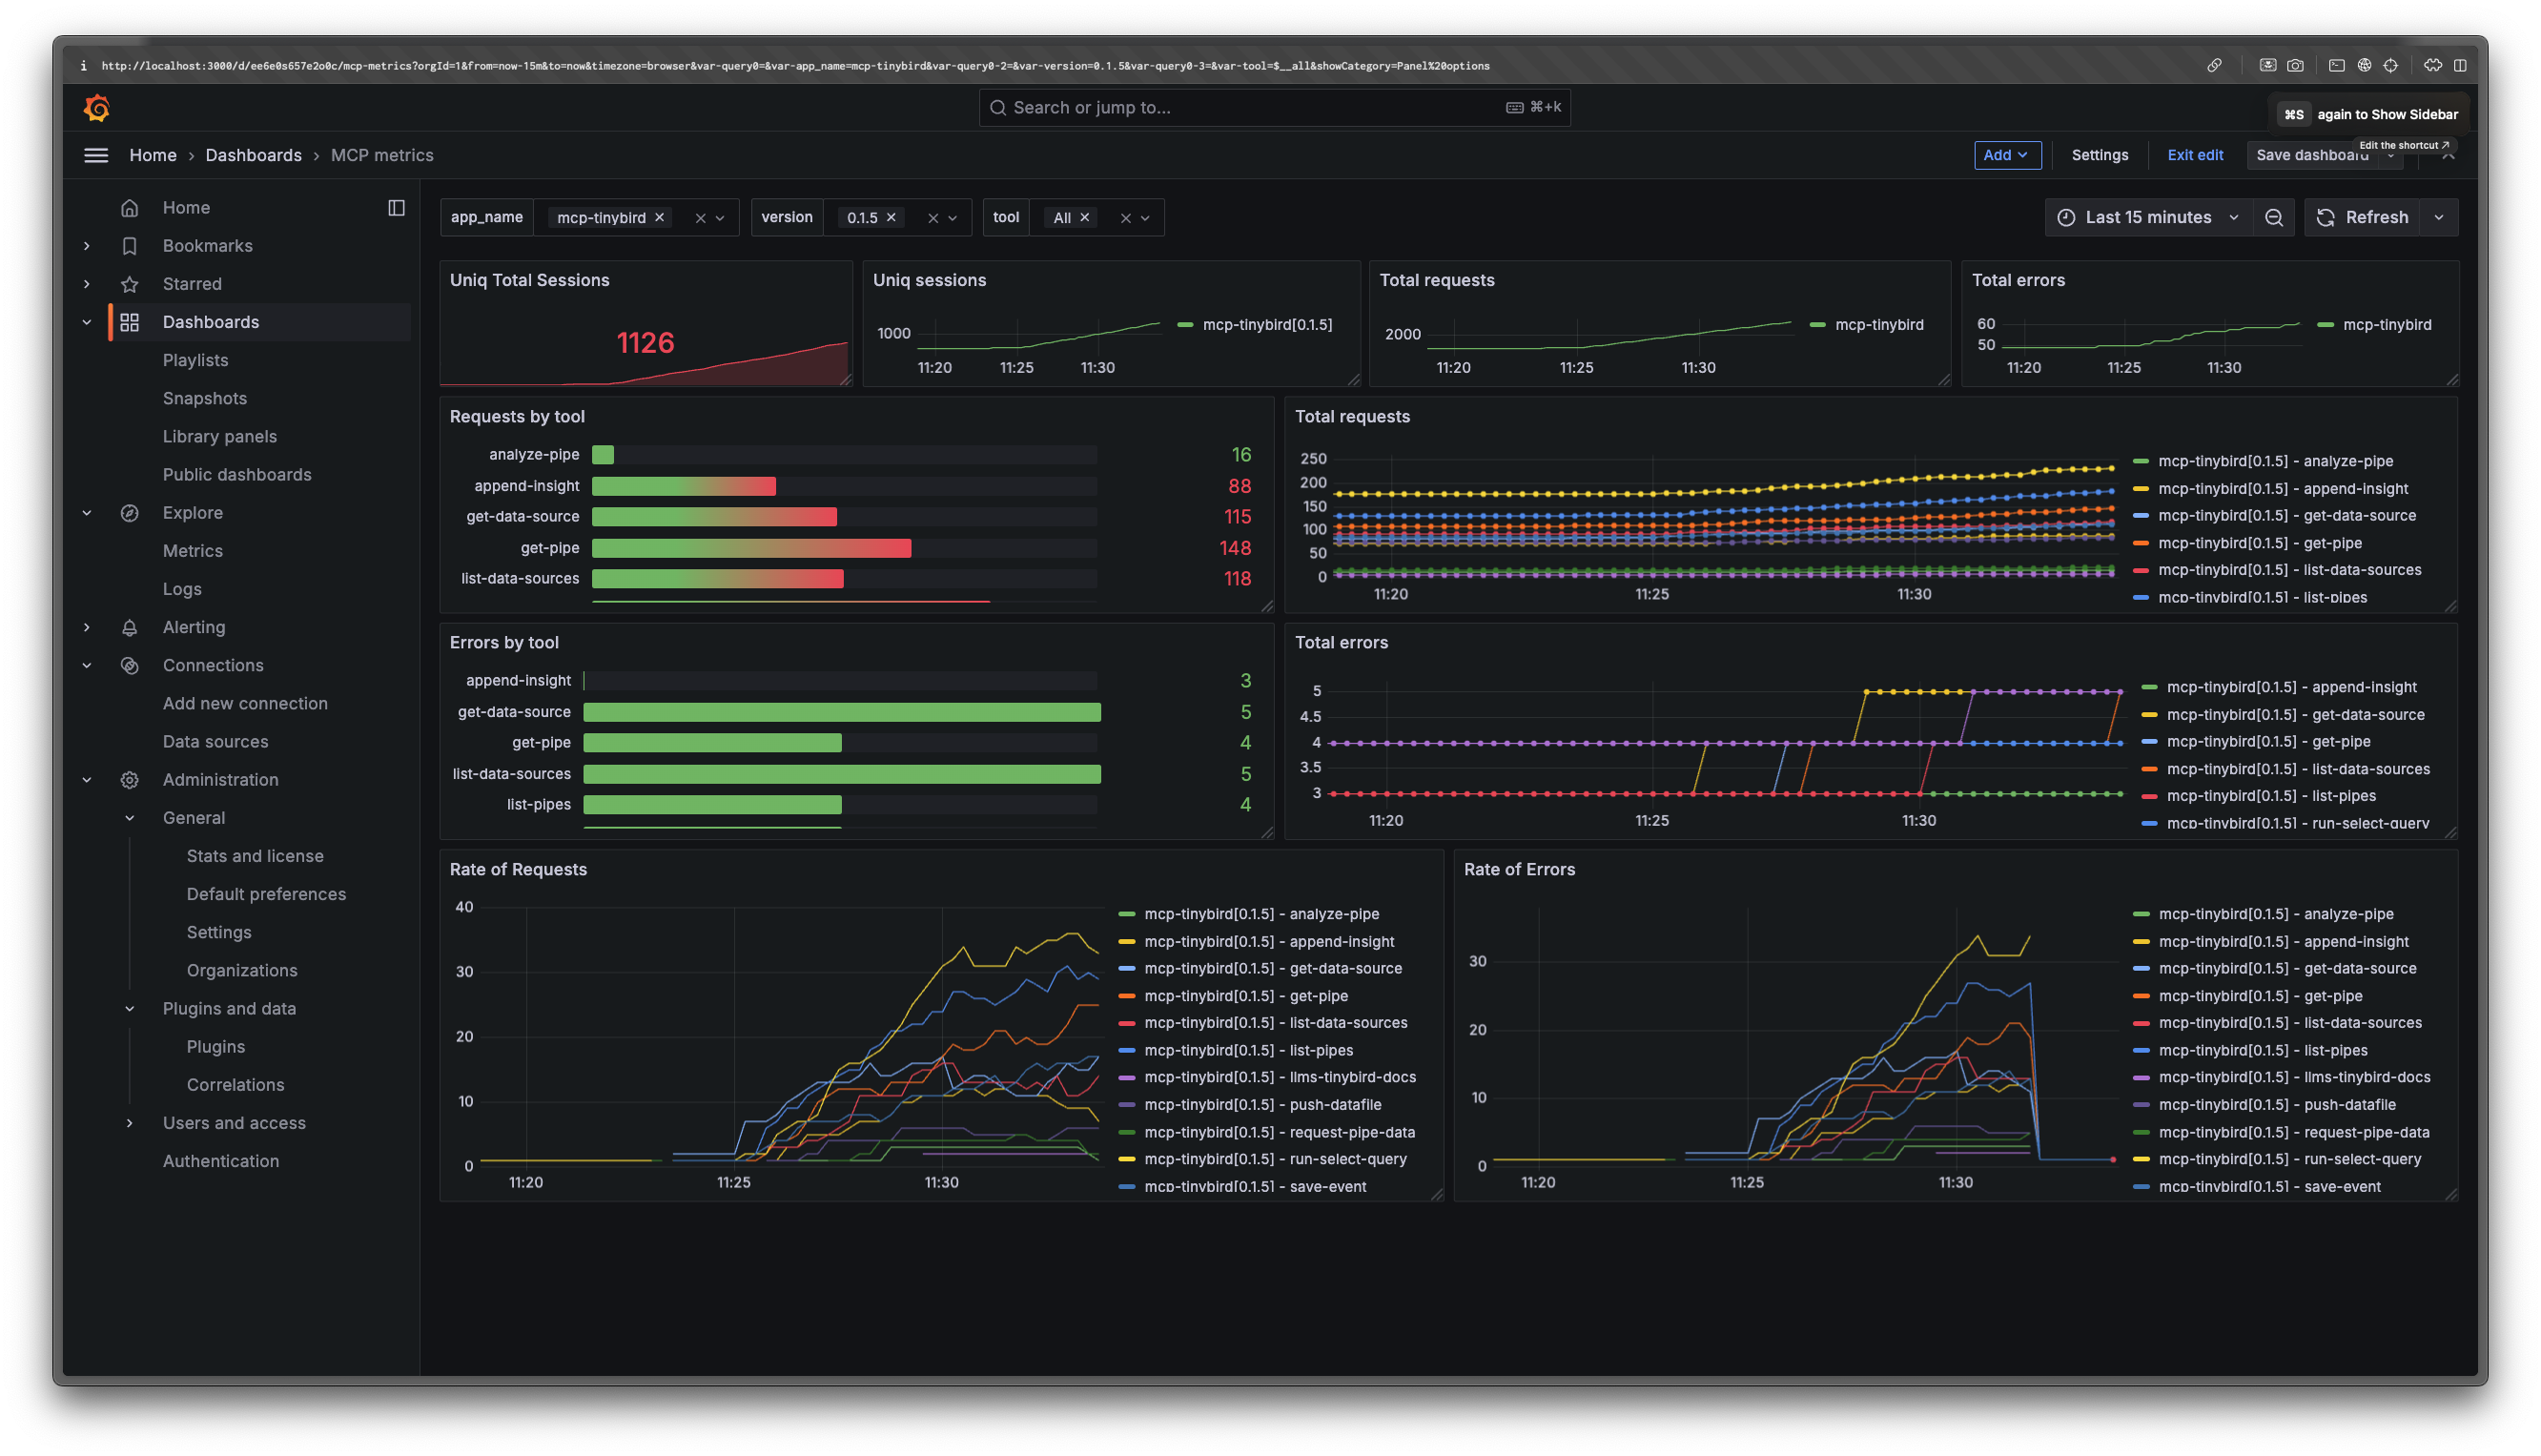 i http://localhost:3000/d/ee6e0s657e2o0c/mcp-metrics?orgId=1&from=now-15m&to=now&timezone=browser&var-query0=&var-app_name=mcp-tinybird&var-query0-2=&var-version=0.1.5&var-query0-3=&var-tool=$__all&showCategory=Panel%20options
Search or jump to... ⌘+k
⌘S again to Show Sidebar
Edit the shortcut ↗
Home › Dashboards › MCP metrics
Add Settings Exit edit Save dashboard
Home
Bookmarks
Starred
Dashboards
Playlists
Snapshots
Library panels
Public dashboards
Explore
Metrics
Logs
Alerting
Connections
Add new connection
Data sources
Administration
General
Stats and license
Default preferences
Settings
Organizations
Plugins and data
Plugins
Correlations
Users and access
Authentication
app_name mcp-tinybird version 0.1.5 tool All
Last 15 minutes Refresh
Uniq Total Sessions
1126
Uniq sessions
1000
11:20 11:25 11:30
mcp-tinybird[0.1.5]
Total requests
2000
11:20 11:25 11:30
mcp-tinybird
Total errors
60
50
11:20 11:25 11:30
mcp-tinybird
Requests by tool
analyze-pipe 16
append-insight 88
get-data-source 115
get-pipe 148
list-data-sources 118
Total requests
250
200
150
100
50
0
11:20 11:25 11:30
mcp-tinybird[0.1.5] - analyze-pipe
mcp-tinybird[0.1.5] - append-insight
mcp-tinybird[0.1.5] - get-data-source
mcp-tinybird[0.1.5] - get-pipe
mcp-tinybird[0.1.5] - list-data-sources
mcp-tinybird[0.1.5] - list-pipes
Errors by tool
append-insight 3
get-data-source 5
get-pipe 4
list-data-sources 5
list-pipes 4
Total errors
5
4.5
4
3.5
3
11:20 11:25 11:30
mcp-tinybird[0.1.5] - append-insight
mcp-tinybird[0.1.5] - get-data-source
mcp-tinybird[0.1.5] - get-pipe
mcp-tinybird[0.1.5] - list-data-sources
mcp-tinybird[0.1.5] - list-pipes
mcp-tinybird[0.1.5] - run-select-query
Rate of Requests
40
30
20
10
0
11:20 11:25 11:30
mcp-tinybird[0.1.5] - analyze-pipe
mcp-tinybird[0.1.5] - append-insight
mcp-tinybird[0.1.5] - get-data-source
mcp-tinybird[0.1.5] - get-pipe
mcp-tinybird[0.1.5] - list-data-sources
mcp-tinybird[0.1.5] - list-pipes
mcp-tinybird[0.1.5] - llms-tinybird-docs
mcp-tinybird[0.1.5] - push-datafile
mcp-tinybird[0.1.5] - request-pipe-data
mcp-tinybird[0.1.5] - run-select-query
mcp-tinybird[0.1.5] - save-event
Rate of Errors
30
20
10
0
11:20 11:25 11:30
mcp-tinybird[0.1.5] - analyze-pipe
mcp-tinybird[0.1.5] - append-insight
mcp-tinybird[0.1.5] - get-data-source
mcp-tinybird[0.1.5] - get-pipe
mcp-tinybird[0.1.5] - list-data-sources
mcp-tinybird[0.1.5] - list-pipes
mcp-tinybird[0.1.5] - llms-tinybird-docs
mcp-tinybird[0.1.5] - push-datafile
mcp-tinybird[0.1.5] - request-pipe-data
mcp-tinybird[0.1.5] - run-select-query
mcp-tinybird[0.1.5] - save-event